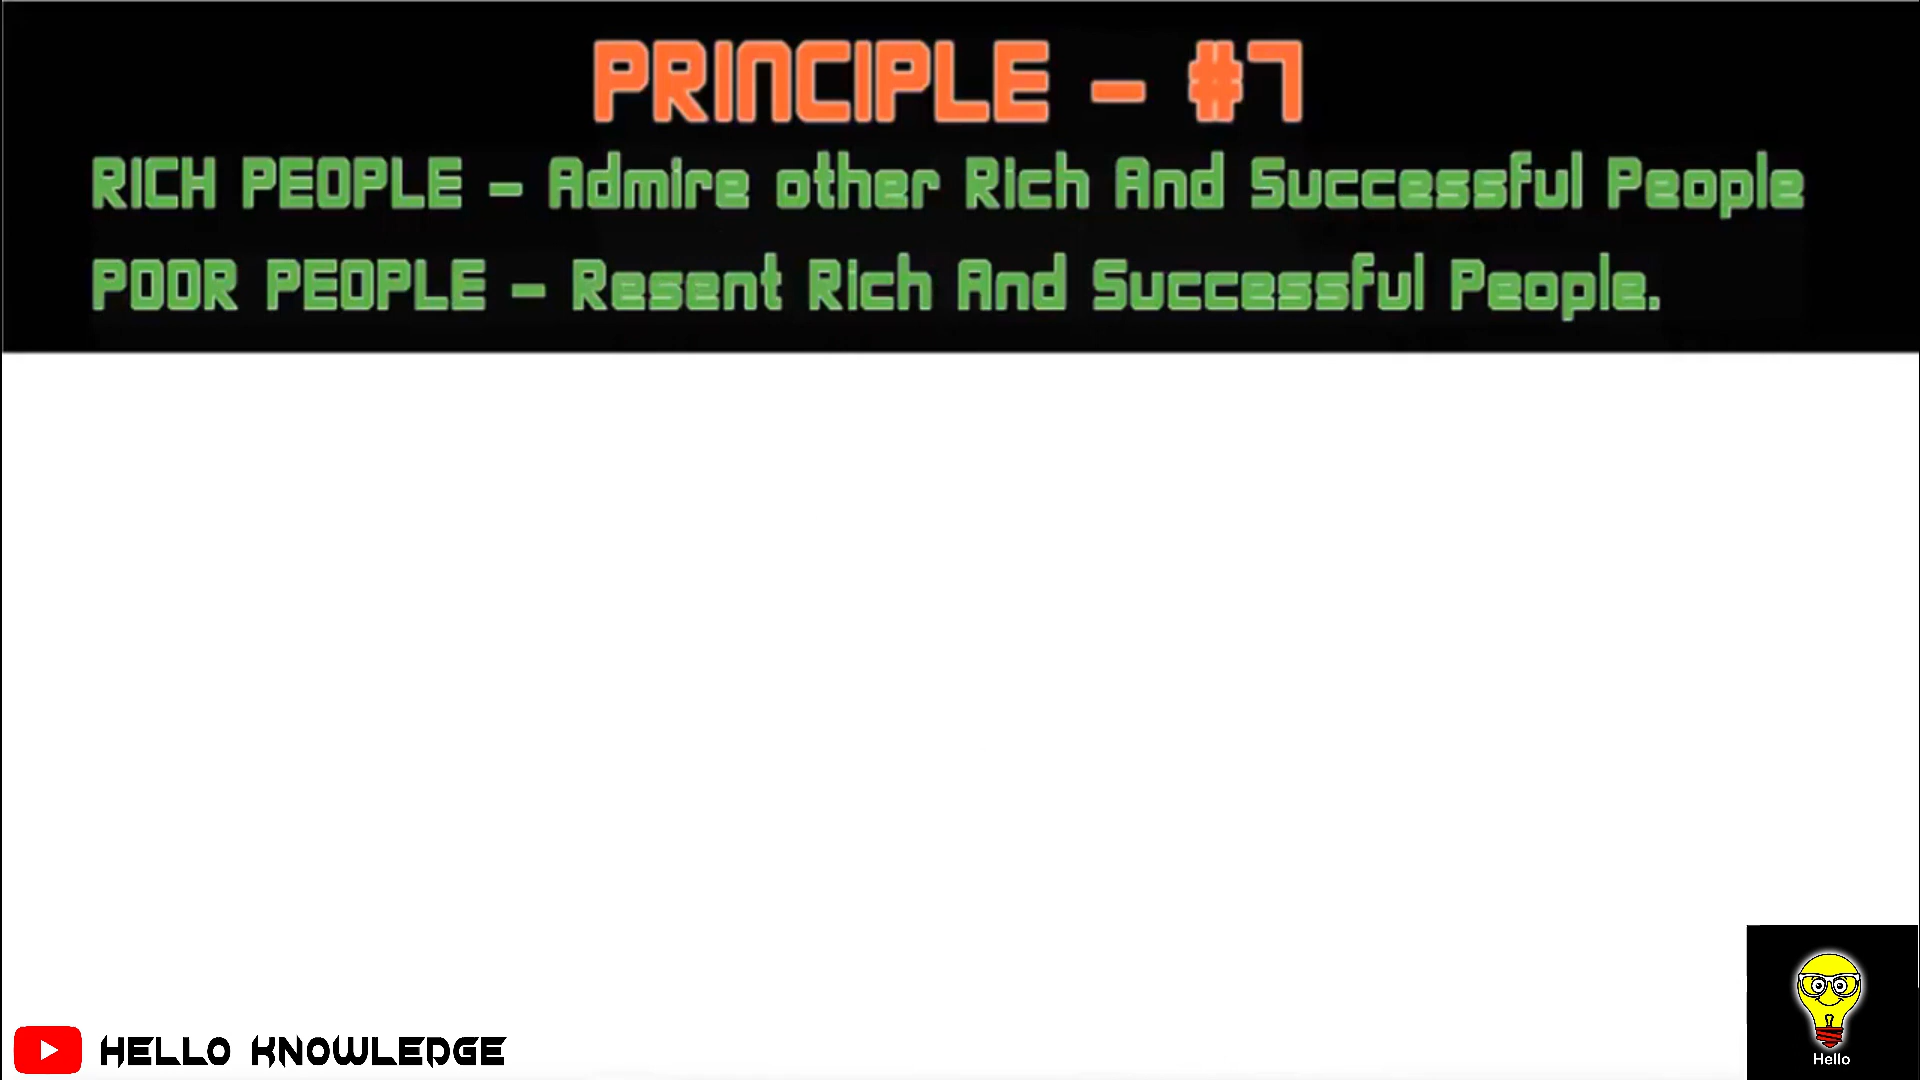 PRINCIPLE - #7
RICH PEOPLE - Admire other Rich And Successful People
POOR PEOPLE - Resent Rich And Successful People.
HELLO KNOWLEDGE
Hello